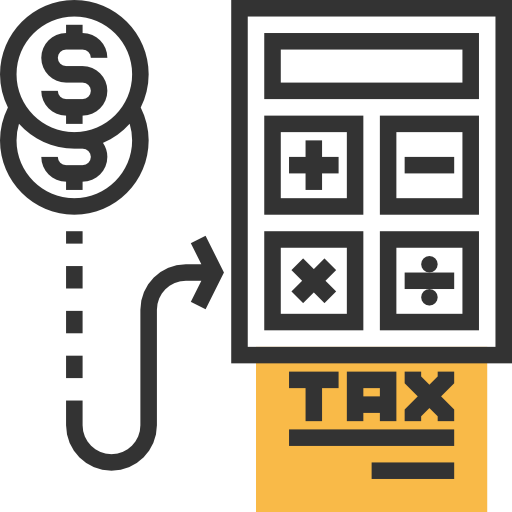 $
$
+ −
× ÷
TAX